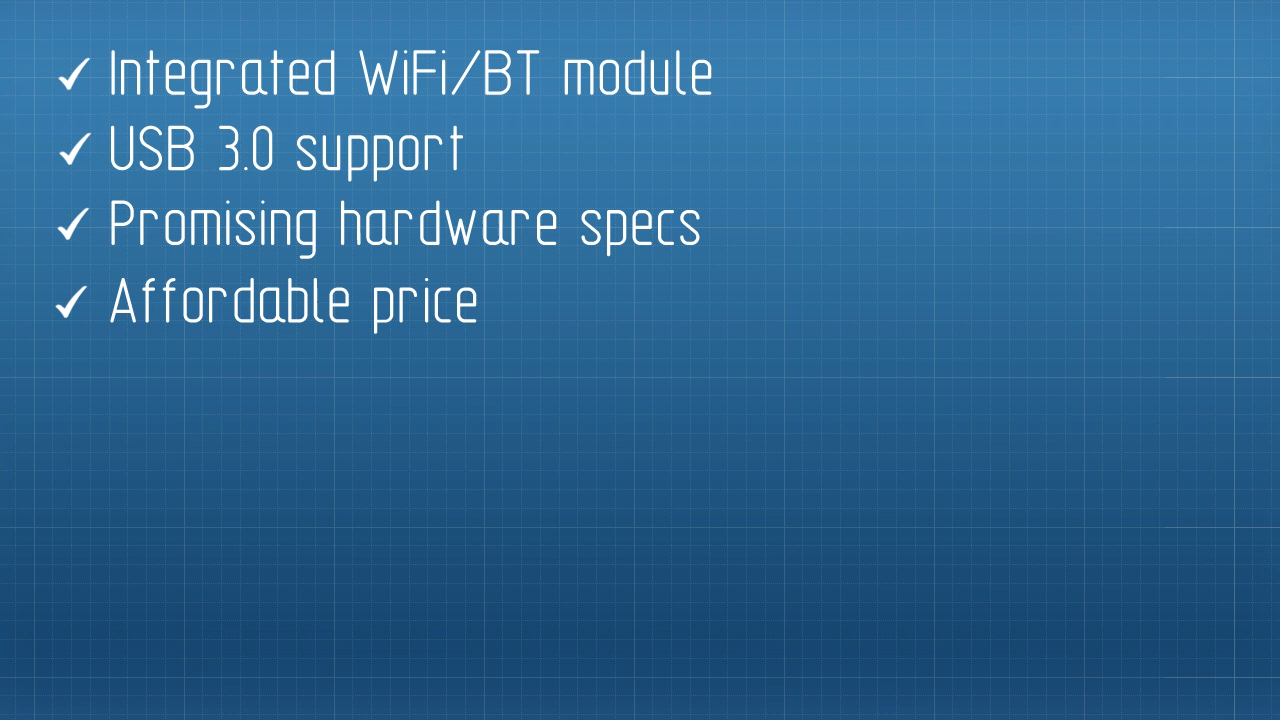 ✓ Integrated WiFi/BT module
✓ USB 3.0 support
✓ Promising hardware specs
✓ Affordable price